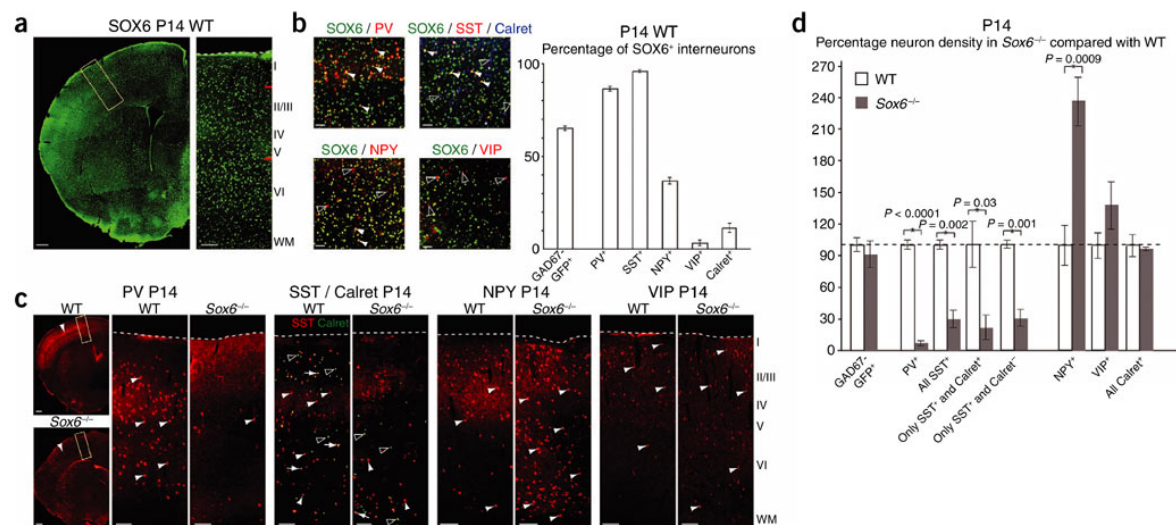 a
SOX6 P14 WT
I
II/III
IV
V
VI
WM
b
SOX6 / PV
SOX6 / SST / Calret
SOX6 / NPY
SOX6 / VIP
P14 WT
Percentage of SOX6⁺ interneurons
100
50
0
GAD67-
GFP⁺
PV⁺
SST⁺
NPY⁺
VIP⁺
Calret⁺
c
PV P14
WT
WT
Sox6⁻/⁻
Sox6⁻/⁻
SST / Calret P14
WT
Sox6⁻/⁻
SST Calret
NPY P14
WT
Sox6⁻/⁻
VIP P14
WT
Sox6⁻/⁻
I
II/III
IV
V
VI
WM
d
P14
Percentage neuron density in Sox6⁻/⁻ compared with WT
270
240
210
180
150
120
100
90
60
30
0
WT
Sox6⁻/⁻
P = 0.0009
P < 0.0001
P = 0.002
P = 0.03
P = 0.001
GAD67-
GFP⁺
PV⁺
All SST⁺
Only SST⁺ and Calret⁺
Only SST⁺ and Calret⁻
NPY⁺
VIP⁺
All Calret⁺